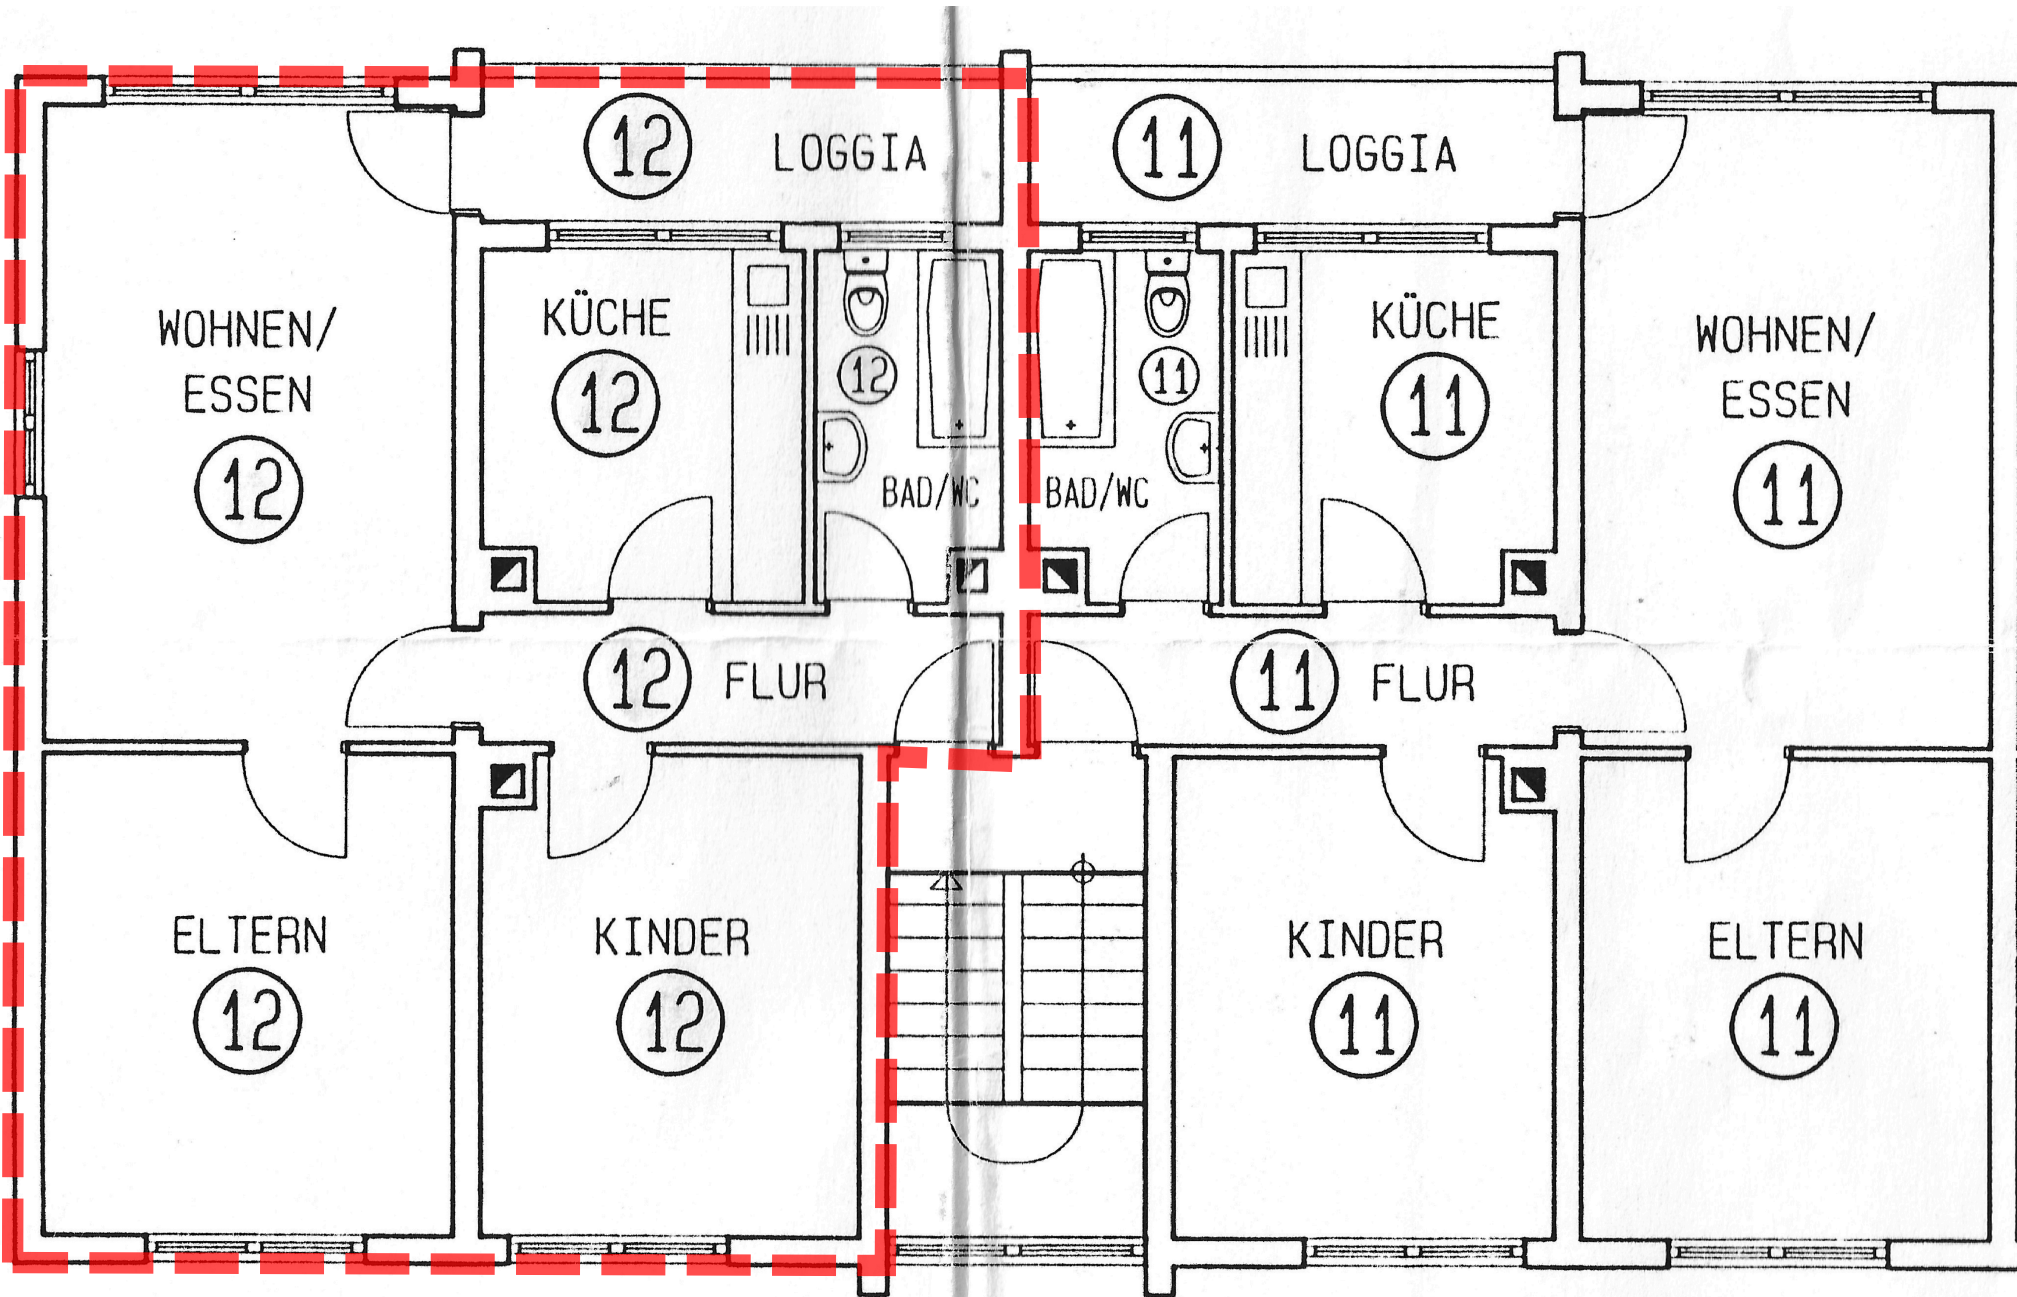 12
LOGGIA
11
LOGGIA
WOHNEN/
ESSEN
12
KÜCHE
12
12
BAD/WC
11
BAD/WC
KÜCHE
11
WOHNEN/
ESSEN
11
12
FLUR
11
FLUR
ELTERN
12
KINDER
12
KINDER
11
ELTERN
11